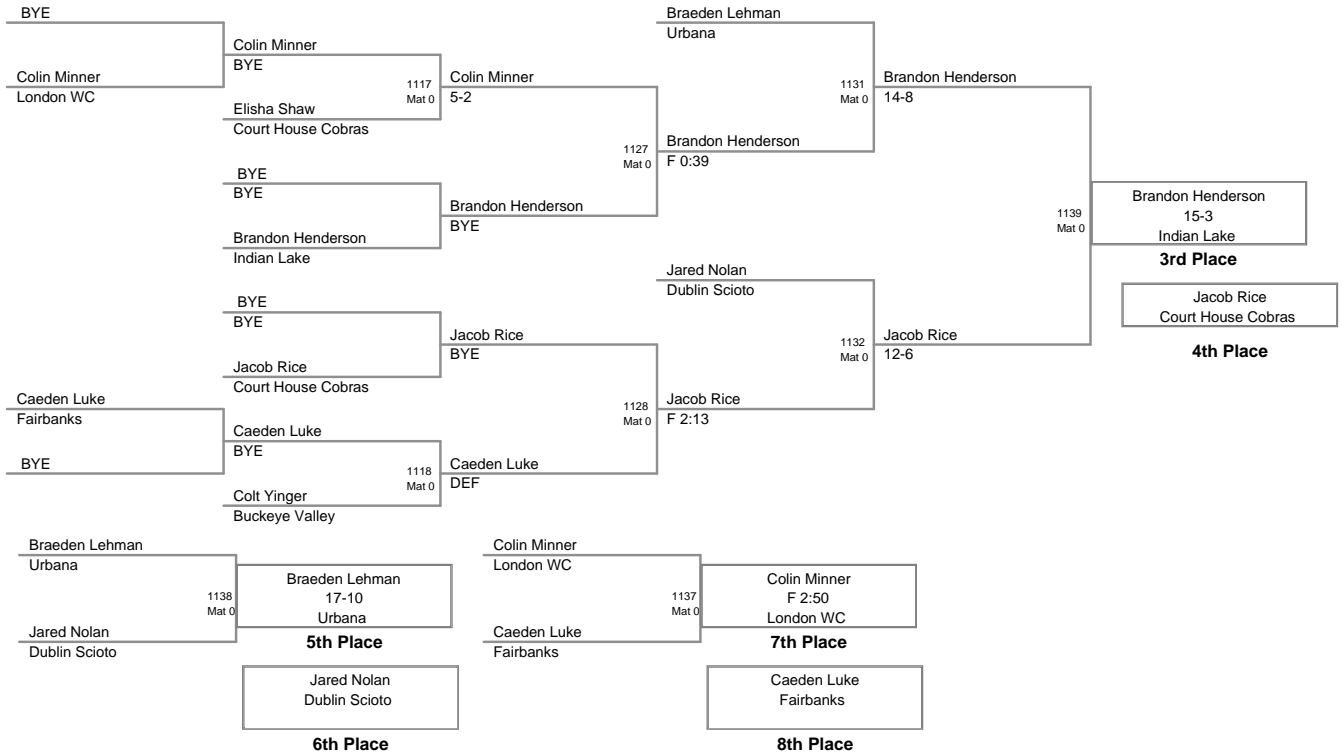 BYE
Colin Minner
London WC
Colin Minner
BYE
Elisha Shaw
Court House Cobras
1117
Mat 0
Colin Minner
5-2
BYE
BYE
Brandon Henderson
Indian Lake
Brandon Henderson
BYE
1127
Mat 0
Brandon Henderson
F 0:39
Braeden Lehman
Urbana
1131
Mat 0
Brandon Henderson
14-8
BYE
BYE
Jacob Rice
Court House Cobras
Jacob Rice
BYE
Caeden Luke
Fairbanks
BYE
Caeden Luke
BYE
Colt Yinger
Buckeye Valley
1118
Mat 0
Caeden Luke
DEF
1128
Mat 0
Jacob Rice
F 2:13
Jared Nolan
Dublin Scioto
1132
Mat 0
Jacob Rice
12-6
1139
Mat 0
Brandon Henderson
15-3
Indian Lake
3rd Place
Jacob Rice
Court House Cobras
4th Place
Braeden Lehman
Urbana
Jared Nolan
Dublin Scioto
1138
Mat 0
Braeden Lehman
17-10
Urbana
5th Place
Jared Nolan
Dublin Scioto
6th Place
Colin Minner
London WC
Caeden Luke
Fairbanks
1137
Mat 0
Colin Minner
F 2:50
London WC
7th Place
Caeden Luke
Fairbanks
8th Place